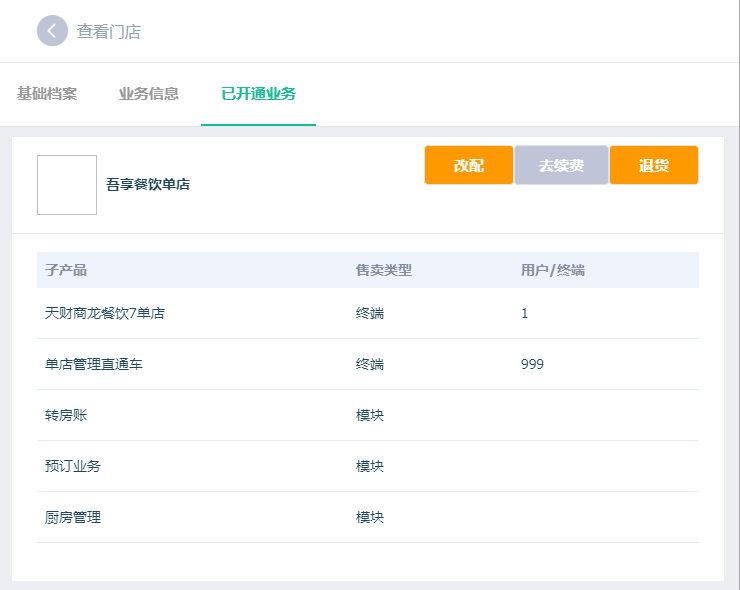 查看门店
基础档案 业务信息 已开通业务
吾享餐饮单店 改配 去续费 退货
子产品 售卖类型 用户/终端
天财商龙餐饮7单店 终端 1
单店管理直通车 终端 999
转房账 模块
预订业务 模块
厨房管理 模块